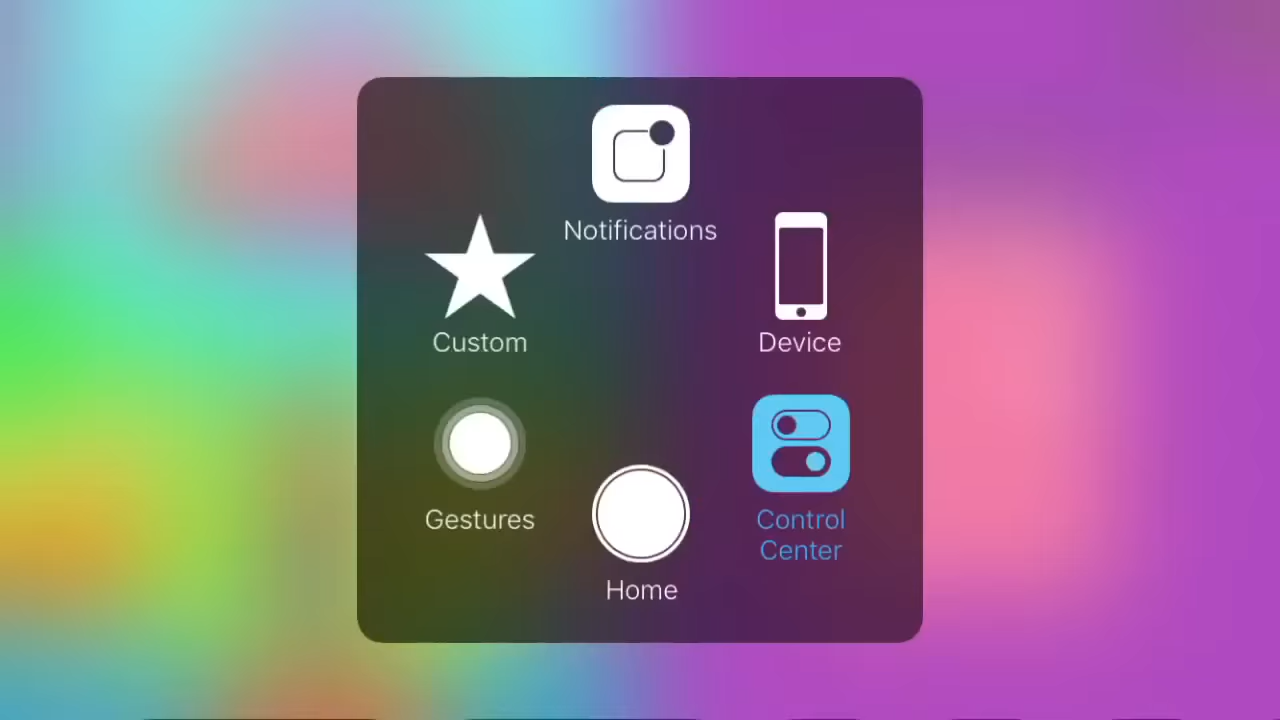 Notifications
Custom
Device
Gestures
Control
Center
Home